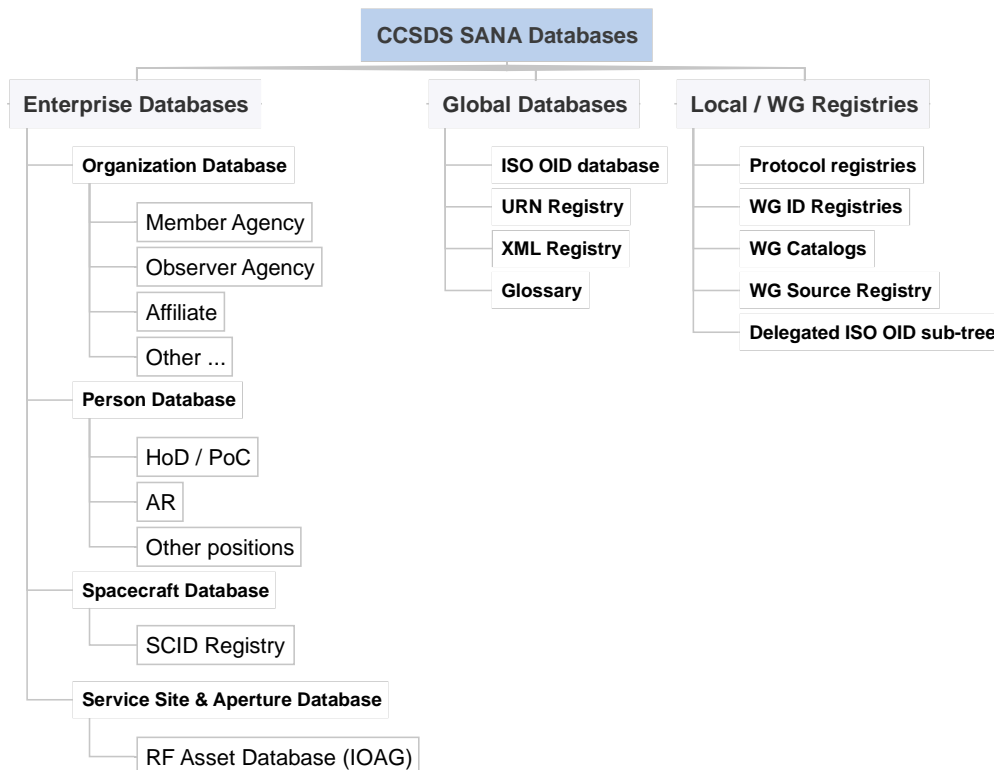 CCSDS SANA Databases
Enterprise Databases
Organization Database
Member Agency
Observer Agency
Affiliate
Other ...
Person Database
HoD / PoC
AR
Other positions
Spacecraft Database
SCID Registry
Service Site & Aperture Database
RF Asset Database (IOAG)
Global Databases
ISO OID database
URN Registry
XML Registry
Glossary
Local / WG Registries
Protocol registries
WG ID Registries
WG Catalogs
WG Source Registry
Delegated ISO OID sub-tree